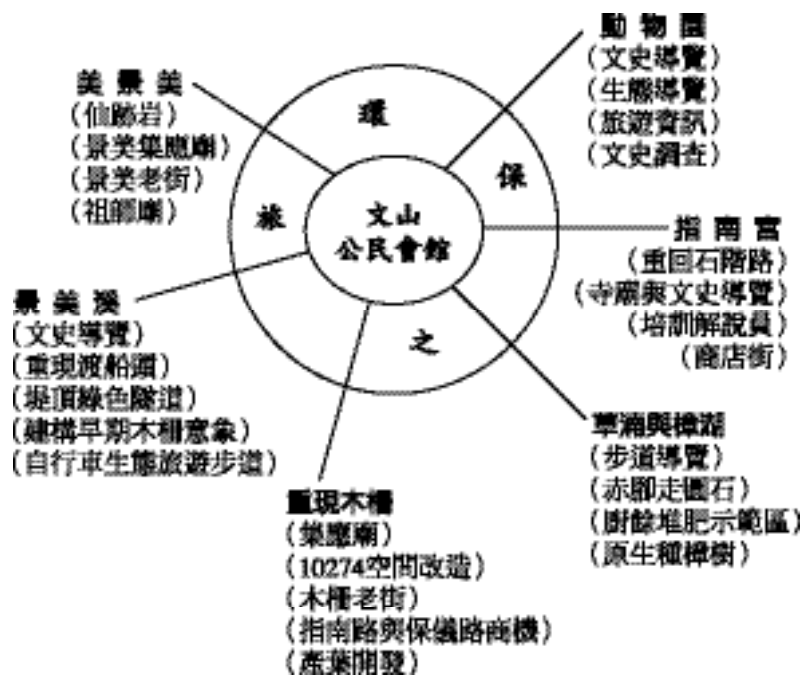 美景美
(仙跡岩)
(景美集應廟)
(景美老街)
(祖師廟)
動物園
(文史導覽)
(生態導覽)
(旅遊資訊)
(文史調查)
環
保
之
旅
文山
公民會館
指南宮
(重回石階路)
(寺廟與文史導覽)
(培訓解說員)
(商店街)
景美溪
(文史導覽)
(重現渡船頭)
(堤頂綠色隧道)
(建構早期木柵意象)
(自行車生態旅遊步道)
草湳與樟湖
(步道導覽)
(赤腳走圳石)
(廚餘堆肥示範區)
(原生種樟樹)
重現木柵
(集應廟)
(10274空間改造)
(木柵老街)
(指南路與保儀路商機)
(產業開發)